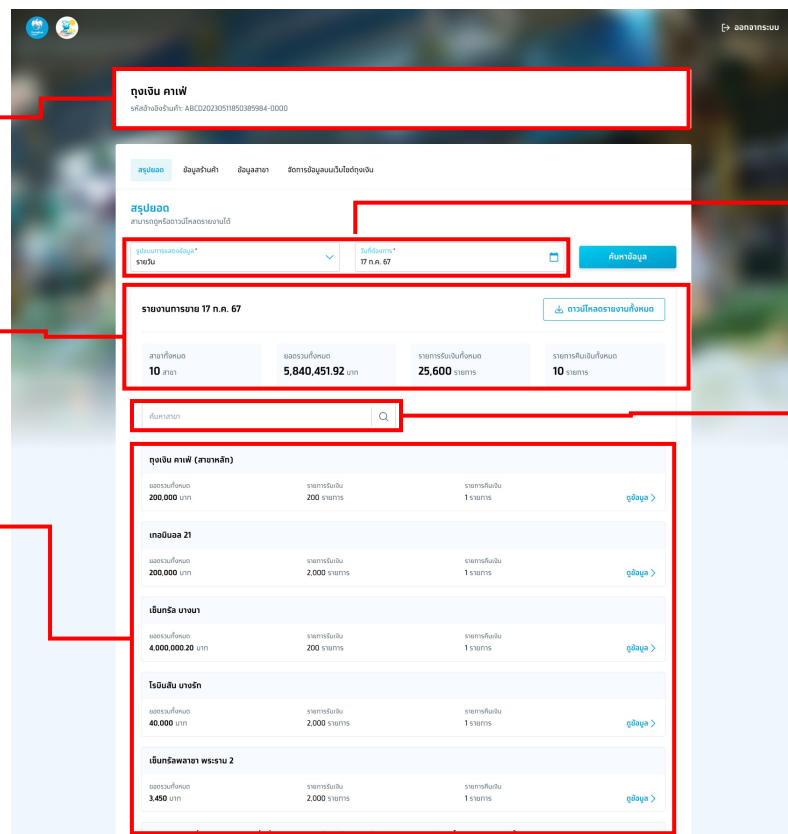 ออกจากระบบ
ถุงเงิน คาเฟ่
รหัสอ้างอิงร้านค้า: ABCD20230511850385984-0000
สรุปยอด ข้อมูลร้านค้า ข้อมูลสาขา จัดการข้อมูลบนเว็บไซต์ถุงเงิน
สรุปยอด
สามารถดูหรือดาวน์โหลดรายงานได้
รูปแบบการแสดงข้อมูล* วันที่ต้องการ*
รายวัน 17 ก.ค. 67 ค้นหาข้อมูล
รายงานการขาย 17 ก.ค. 67 ดาวน์โหลดรายงานทั้งหมด
สาขาทั้งหมด ยอดรวมทั้งหมด รายการรับเงินทั้งหมด รายการคืนเงินทั้งหมด
10 สาขา 5,840,451.92 บาท 25,600 รายการ 10 รายการ
ค้นหาสาขา
ถุงเงิน คาเฟ่ (สาขาหลัก)
ยอดรวมทั้งหมด รายการรับเงิน รายการคืนเงิน
200,000 บาท 200 รายการ 1 รายการ ดูข้อมูล
เทอมินอล 21
ยอดรวมทั้งหมด รายการรับเงิน รายการคืนเงิน
200,000 บาท 2,000 รายการ 1 รายการ ดูข้อมูล
เซ็นทรัล บางนา
ยอดรวมทั้งหมด รายการรับเงิน รายการคืนเงิน
4,000,000.20 บาท 200 รายการ 1 รายการ ดูข้อมูล
โรบินสัน บางรัก
ยอดรวมทั้งหมด รายการรับเงิน รายการคืนเงิน
40,000 บาท 2,000 รายการ 1 รายการ ดูข้อมูล
เซ็นทรัลพลาซา พระราม 2
ยอดรวมทั้งหมด รายการรับเงิน รายการคืนเงิน
3,450 บาท 2,000 รายการ 1 รายการ ดูข้อมูล